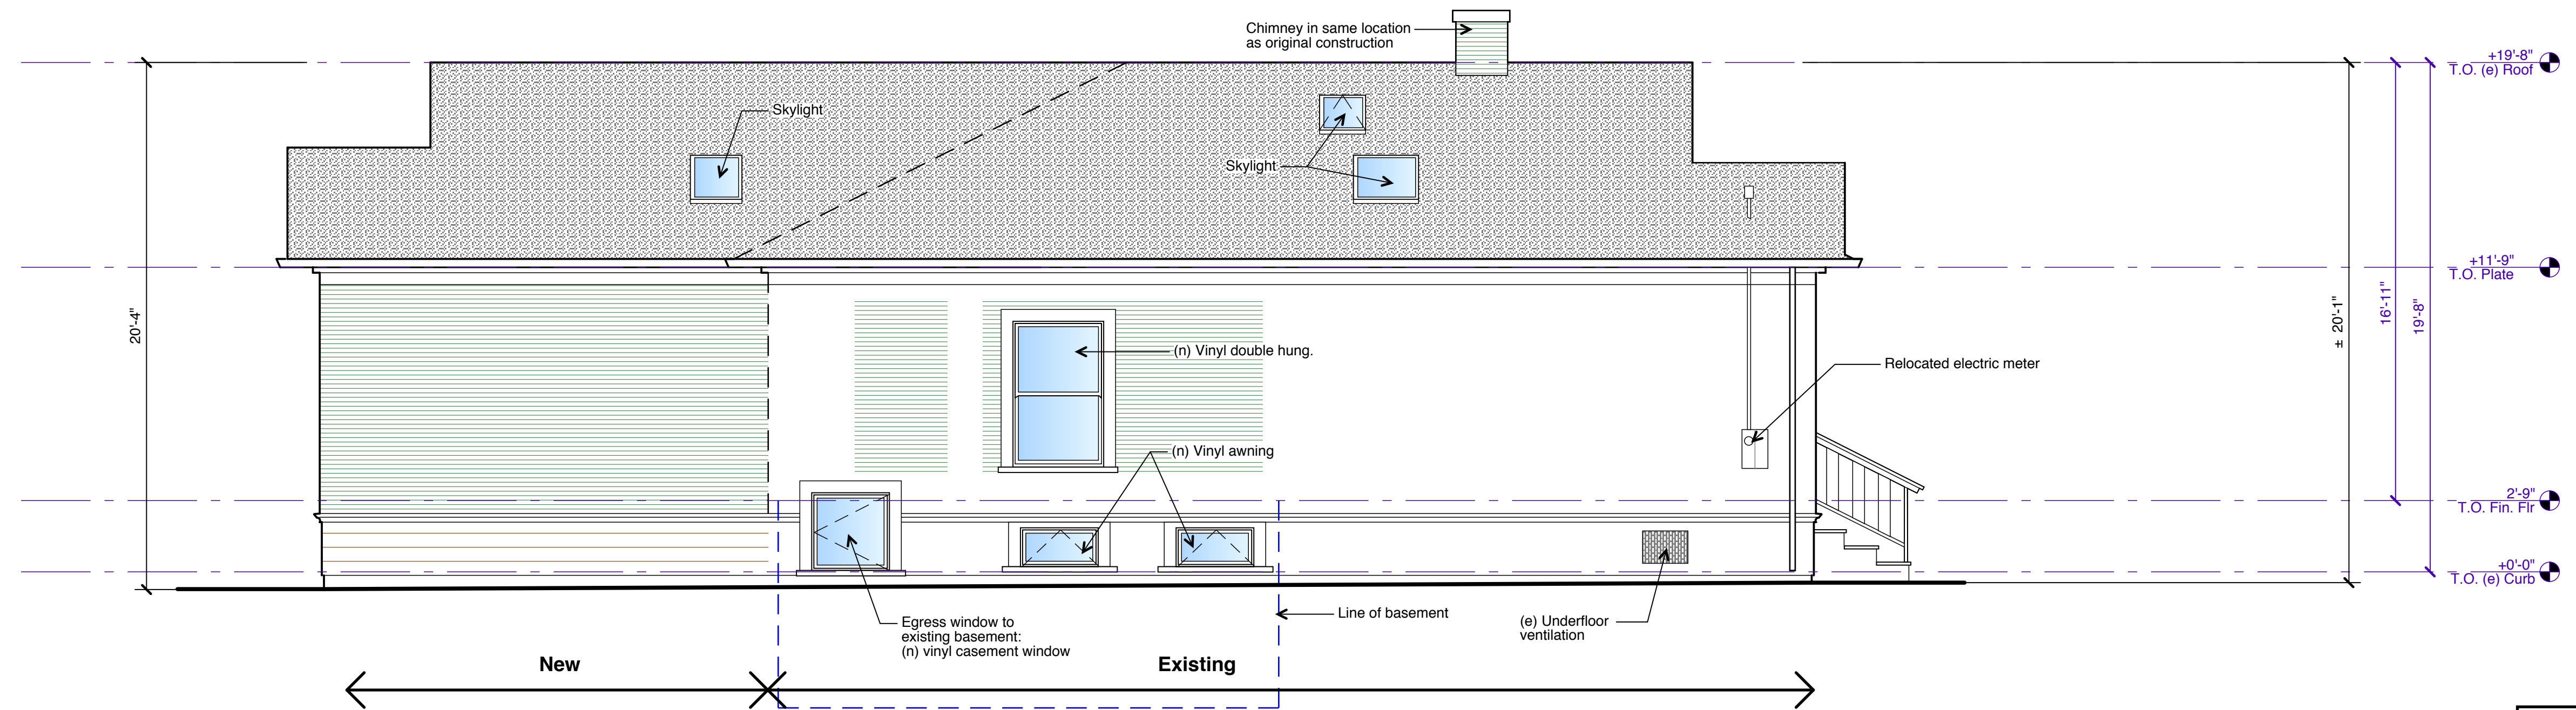 Chimney in same location
as original construction
+19'-8"
T.O. (e) Roof
Skylight
Skylight
+11'-9"
T.O. Plate
20'-4"
± 20'-1"
16'-11"
19'-8"
(n) Vinyl double hung.
Relocated electric meter
(n) Vinyl awning
2'-9"
T.O. Fin. Flr
+0'-0"
T.O. (e) Curb
Egress window to
existing basement:
(n) vinyl casement window
Line of basement
(e) Underfloor
ventilation
New
Existing